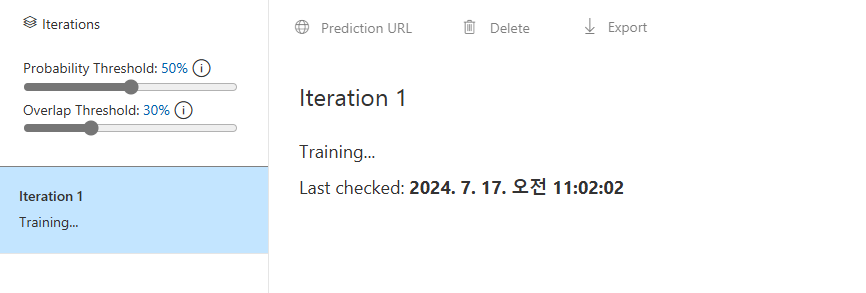 Iterations
Probability Threshold: 50%
Overlap Threshold: 30%
Iteration 1
Training...
Prediction URL
Delete
Export
Iteration 1
Training...
Last checked: 2024. 7. 17. 오전 11:02:02